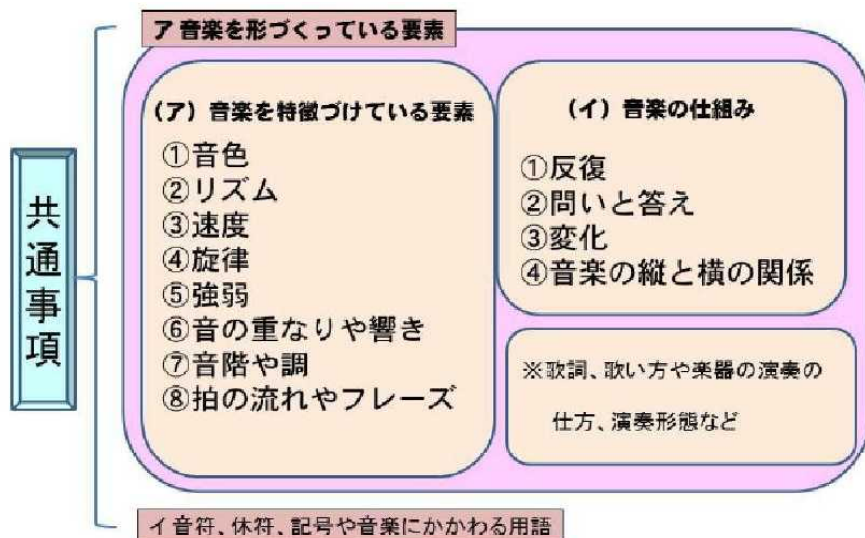 共通事項
ア 音楽を形づくっている要素
（ア）音楽を特徴づけている要素
①音色
②リズム
③速度
④旋律
⑤強弱
⑥音の重なりや響き
⑦音階や調
⑧拍の流れやフレーズ
（イ）音楽の仕組み
①反復
②問いと答え
③変化
④音楽の縦と横の関係
※歌詞、歌い方や楽器の演奏の
仕方、演奏形態など
イ 音符、休符、記号や音楽にかかわる用語